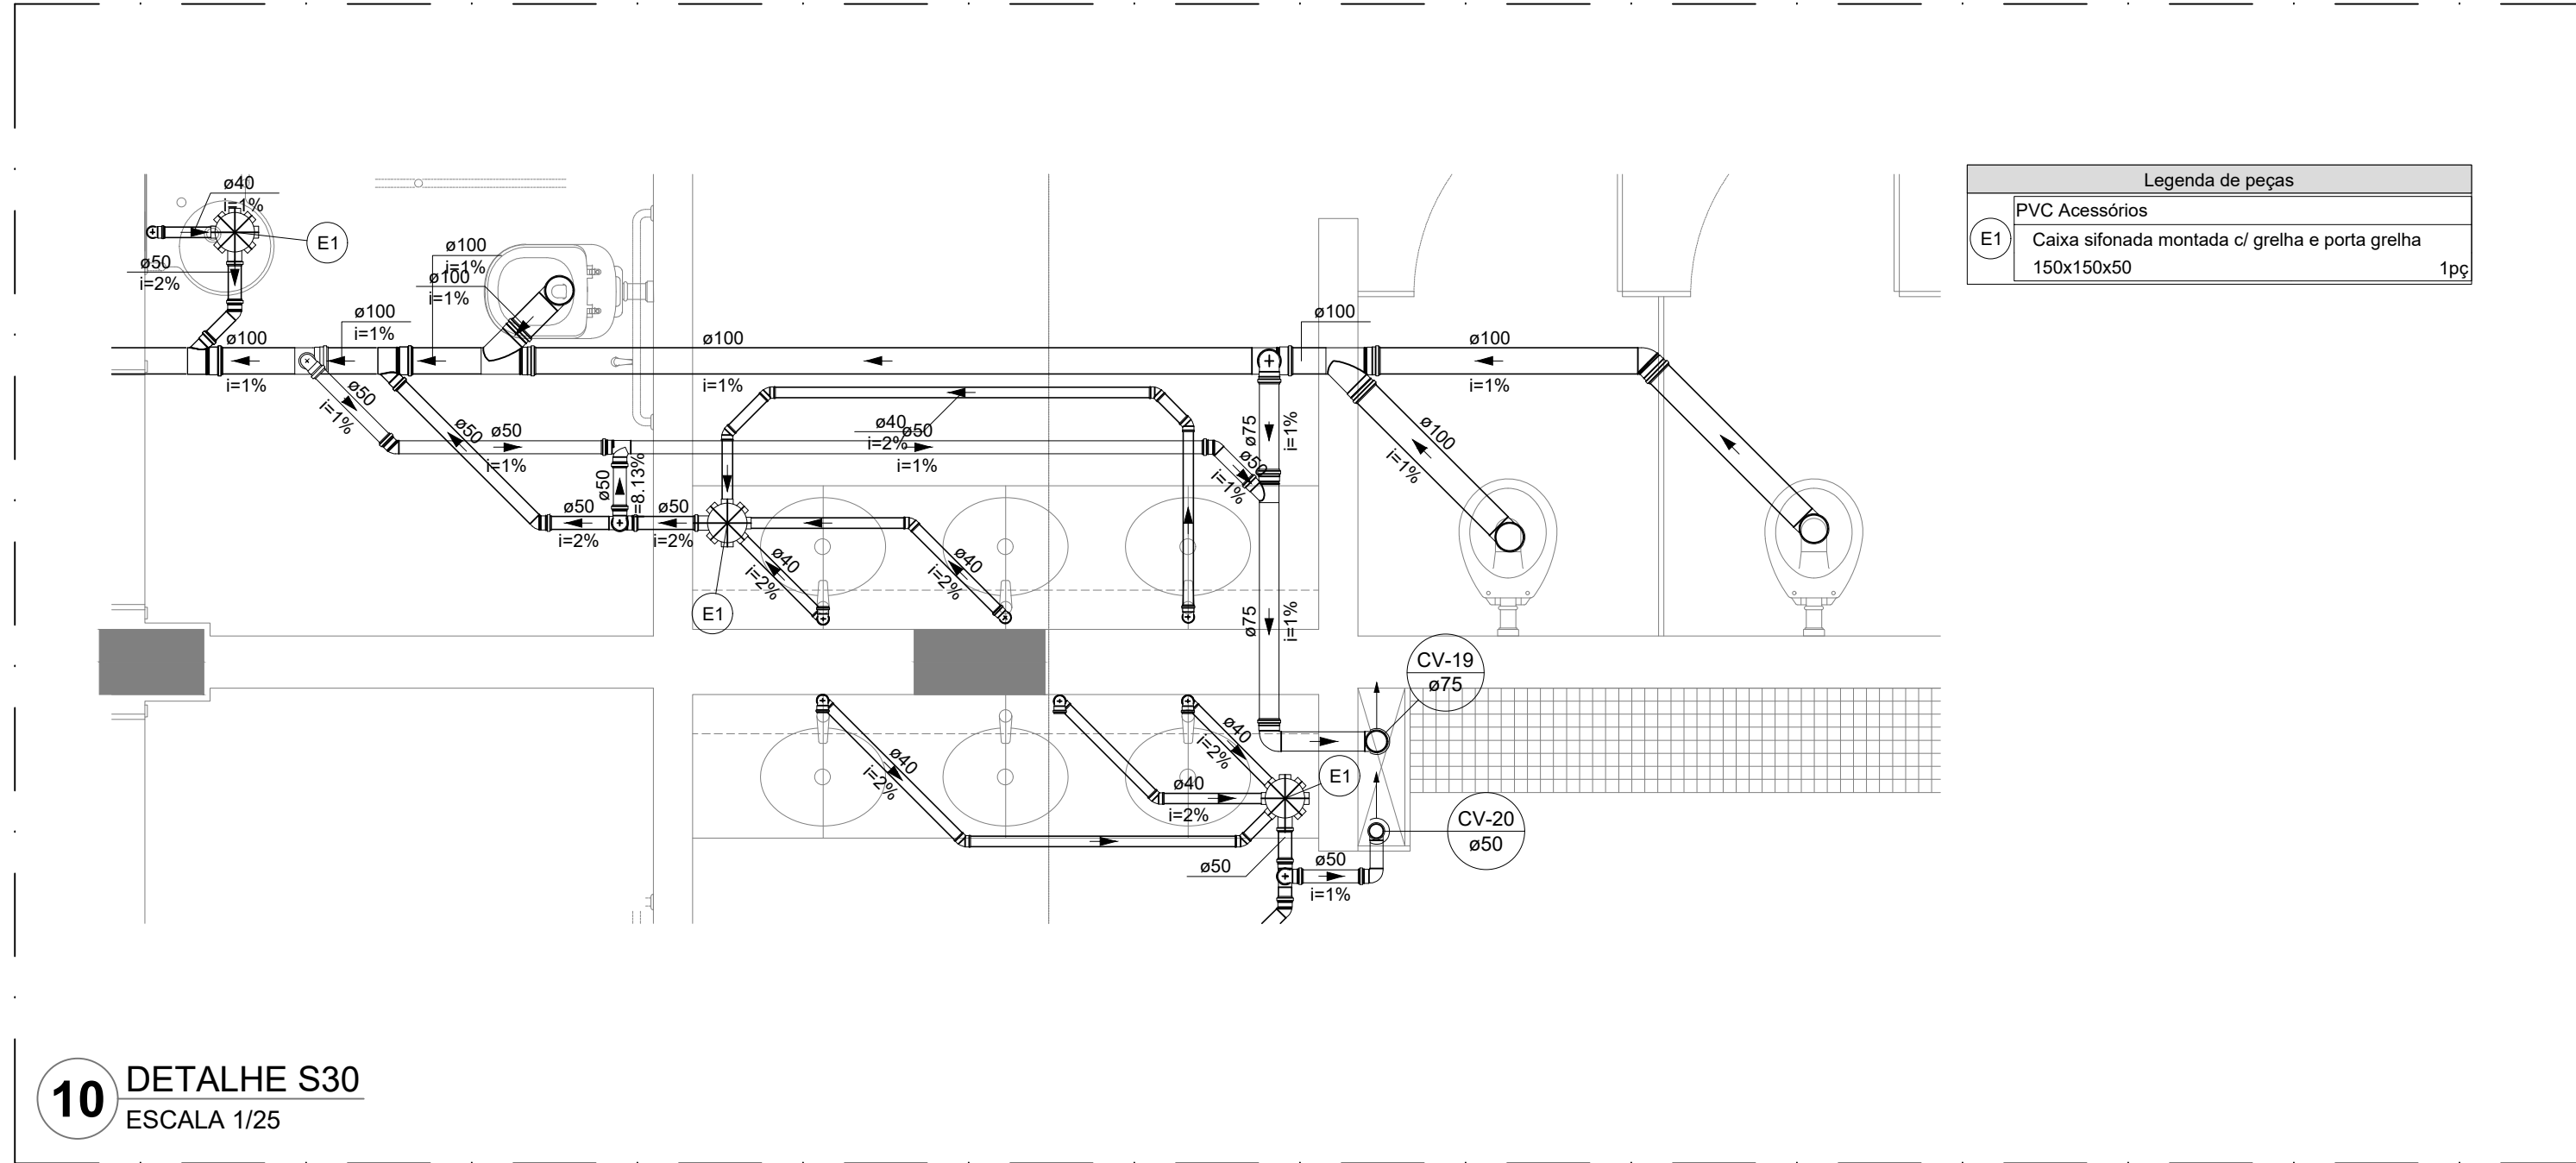 ø40
i=1%
E1
ø50
i=2%
ø100
i=1%
ø100
i=1%
ø100
i=1%
ø100
i=1%
ø100
i=1%
ø100
ø100
i=1%
ø50
i=1%
ø50
ø50
i=1%
ø40
i=2%
ø50
i=1%
ø75
i=1%
ø50
i=1%
ø100
i=1%
ø50
=8.13%
ø50
i=2%
ø50
i=2%
ø40
i=2%
ø40
i=2%
E1
ø75
i=1%
CV-19
ø75
ø40
i=2%
ø40
i=2%
E1
ø40
i=2%
CV-20
ø50
ø50
ø50
i=1%
Legenda de peças
E1
PVC Acessórios
Caixa sifonada montada c/ grelha e porta grelha
150x150x50 1pç
10
DETALHE S30
ESCALA 1/25